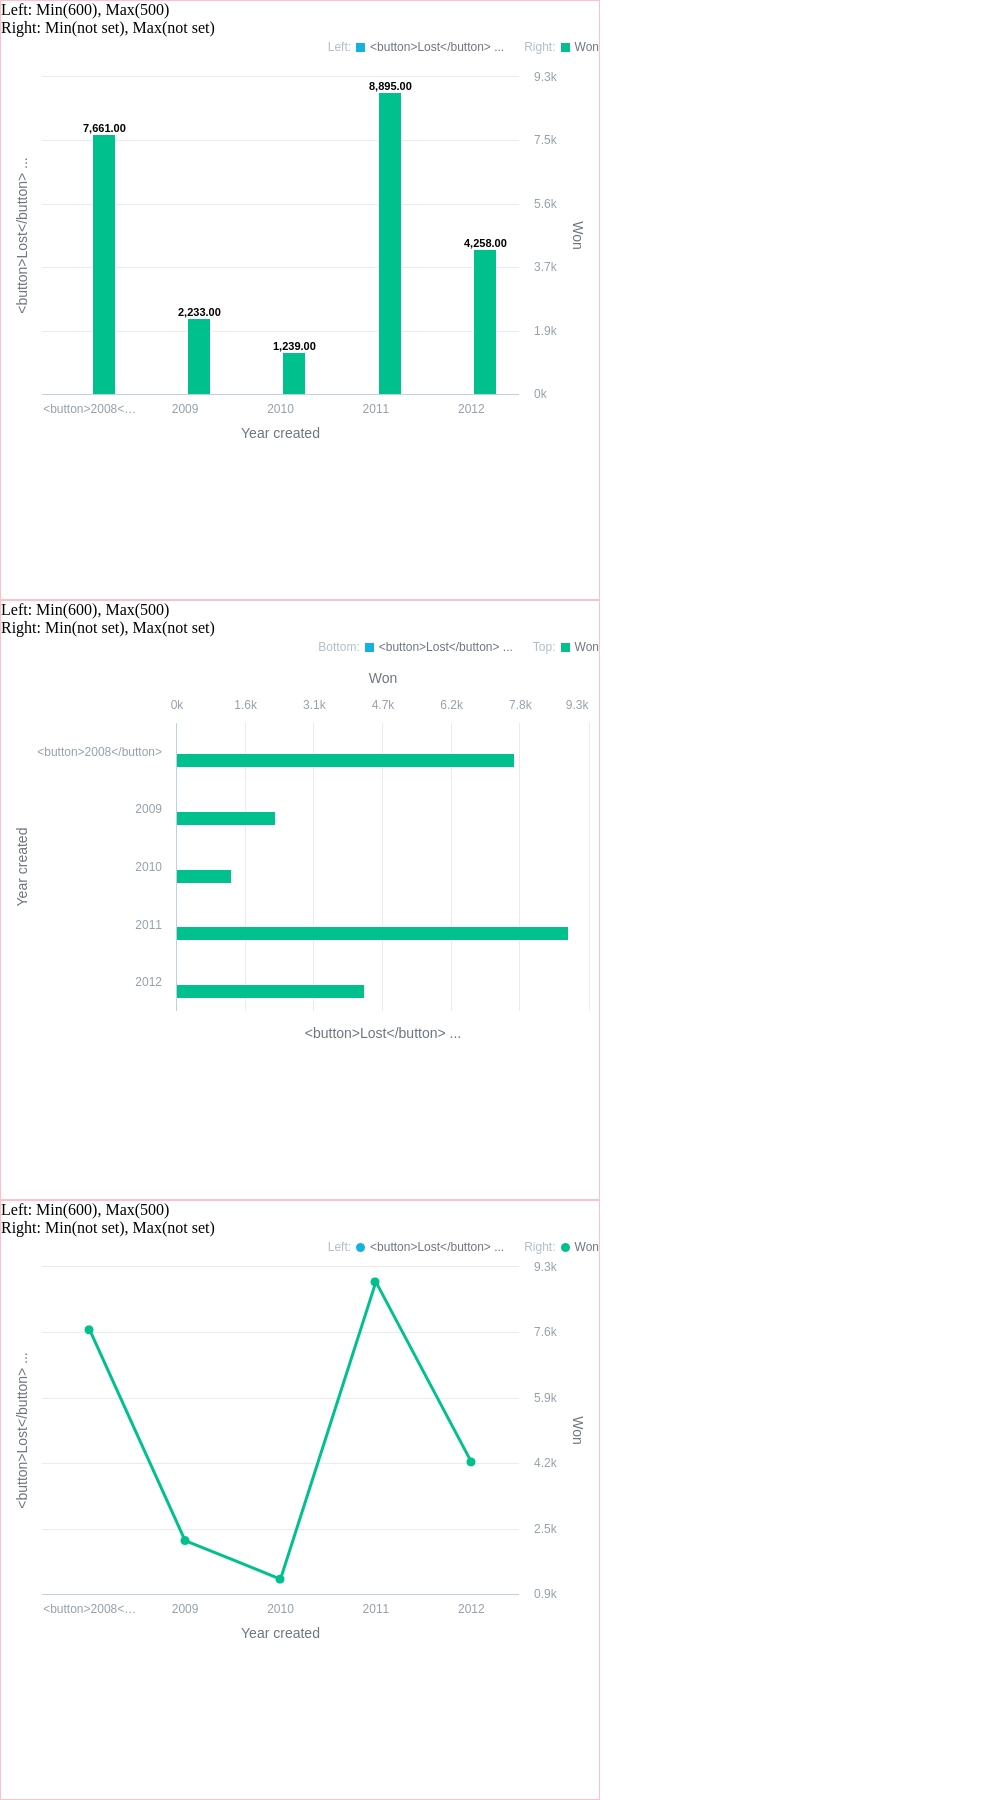 Left: Min(600), Max(500)
Right: Min(not set), Max(not set)
Left: <button>Lost</button> ... Right: Won
9.3k
8,895.00
7,661.00
7.5k
5.6k
<button>Lost</button> ...
Won
4,258.00
3.7k
2,233.00
1.9k
1,239.00
0k
<button>2008<... 2009 2010 2011 2012
Year created
Left: Min(600), Max(500)
Right: Min(not set), Max(not set)
Bottom: <button>Lost</button> ... Top: Won
Won
0k 1.6k 3.1k 4.7k 6.2k 7.8k 9.3k
<button>2008</button>
2009
Year created
2010
2011
2012
<button>Lost</button> ...
Left: Min(600), Max(500)
Right: Min(not set), Max(not set)
Left: <button>Lost</button> ... Right: Won
9.3k
7.6k
5.9k
<button>Lost</button> ...
Won
4.2k
2.5k
0.9k
<button>2008<... 2009 2010 2011 2012
Year created